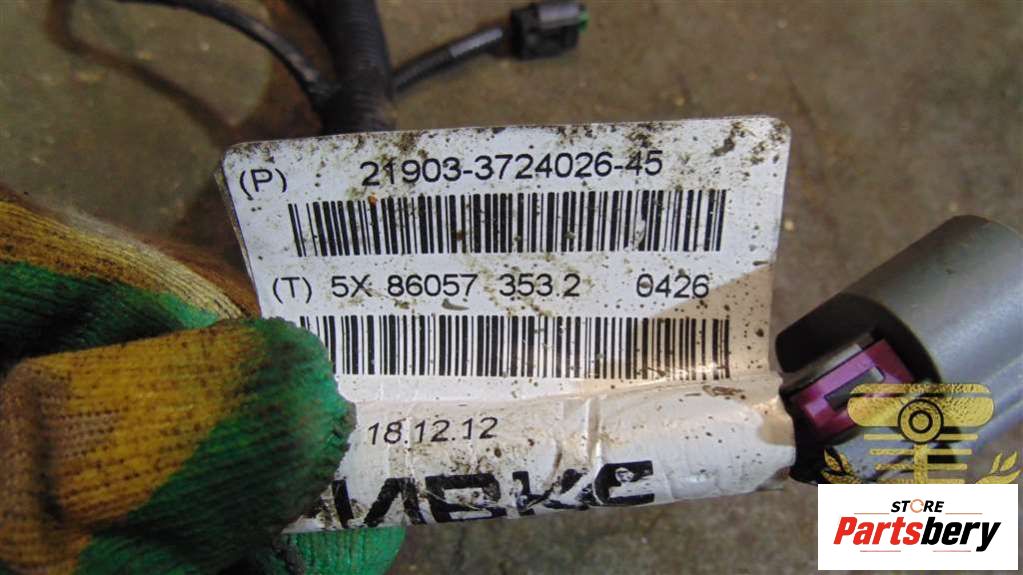 (P) 21903-3724026-45
(T) 5X 86057 353.2 0426
18.12.12
STORE
Partsbery